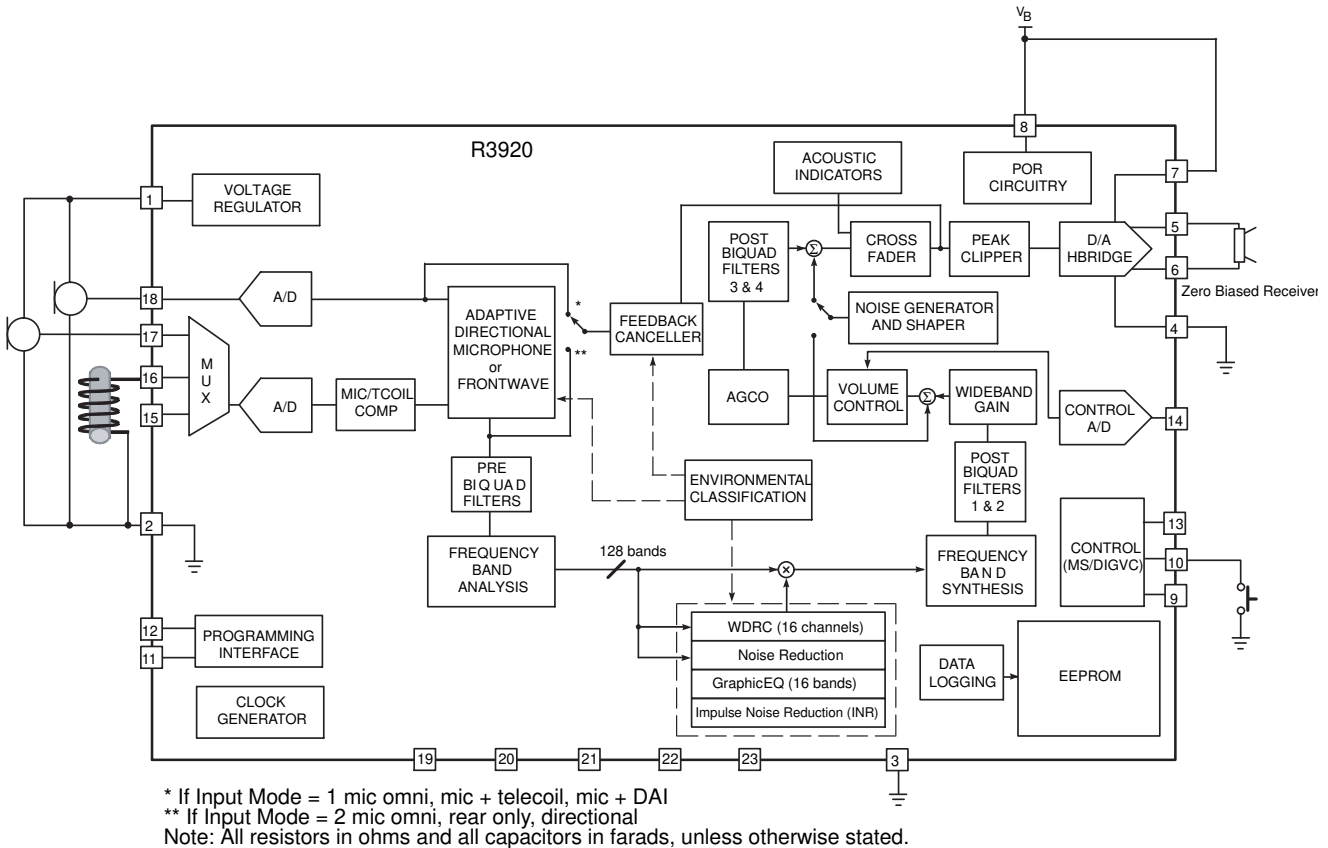 VB
8
R3920
ACOUSTIC
INDICATORS
POR
CIRCUITRY
7
1
VOLTAGE
REGULATOR
5
POST
BIQUAD
FILTERS
3 & 4
Σ
CROSS
FADER
PEAK
CLIPPER
D/A
HBRIDGE
6
Zero Biased Receiver
18
A/D
ADAPTIVE
DIRECTIONAL
MICROPHONE
or
FRONTWAVE
*
**
FEEDBACK
CANCELLER
NOISE GENERATOR
AND SHAPER
4
17
16
15
MUX
A/D
MIC/TCOIL
COMP
AGCO
VOLUME
CONTROL
Σ
WIDEBAND
GAIN
CONTROL
A/D
14
PRE
BIQUAD
FILTERS
ENVIRONMENTAL
CLASSIFICATION
POST
BIQUAD
FILTERS
1 & 2
2
13
CONTROL
(MS/DIGVC)
10
9
FREQUENCY
BAND
ANALYSIS
128 bands
×
FREQUENCY
BAND
SYNTHESIS
12
11
PROGRAMMING
INTERFACE
WDRC (16 channels)
Noise Reduction
GraphicEQ (16 bands)
Impulse Noise Reduction (INR)
DATA
LOGGING
EEPROM
CLOCK
GENERATOR
19
20
21
22
23
3
* If Input Mode = 1 mic omni, mic + telecoil, mic + DAI
** If Input Mode = 2 mic omni, rear only, directional
Note: All resistors in ohms and all capacitors in farads, unless otherwise stated.